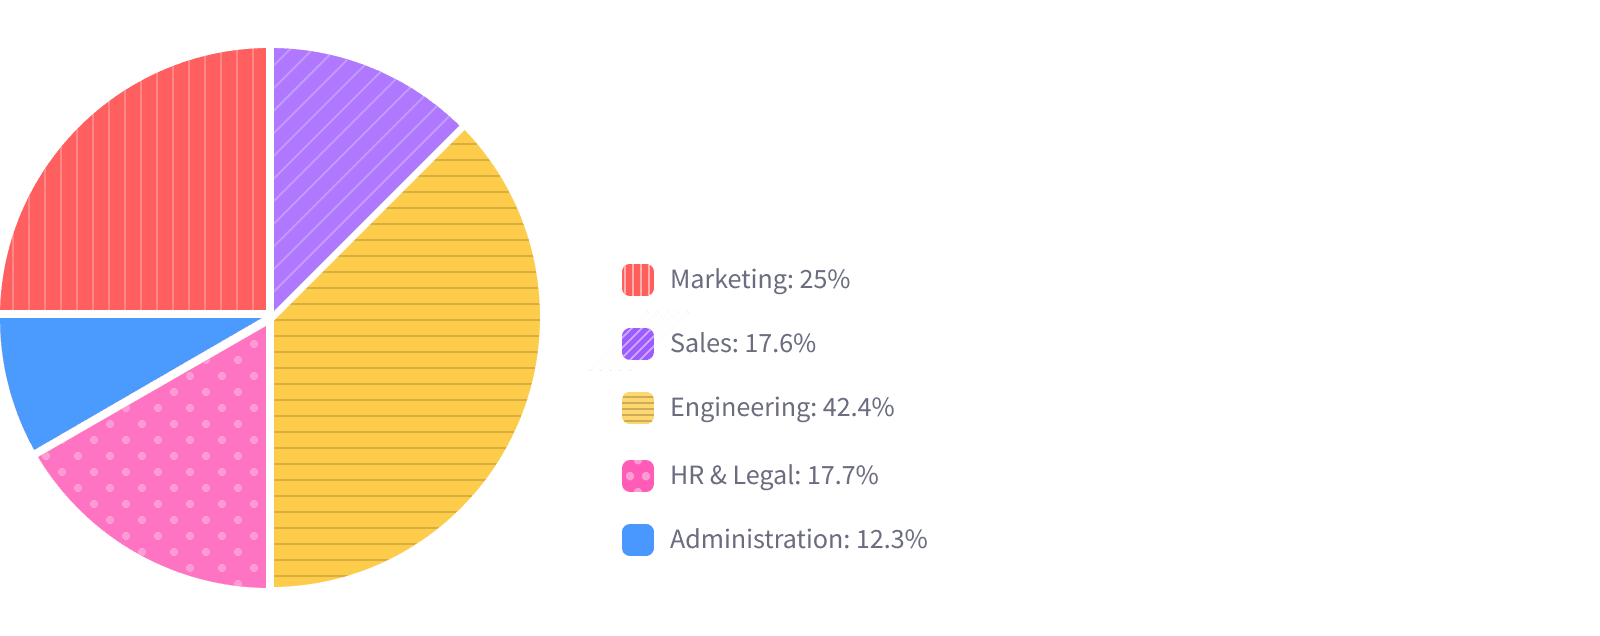 Marketing: 25%
Sales: 17.6%
Engineering: 42.4%
HR & Legal: 17.7%
Administration: 12.3%